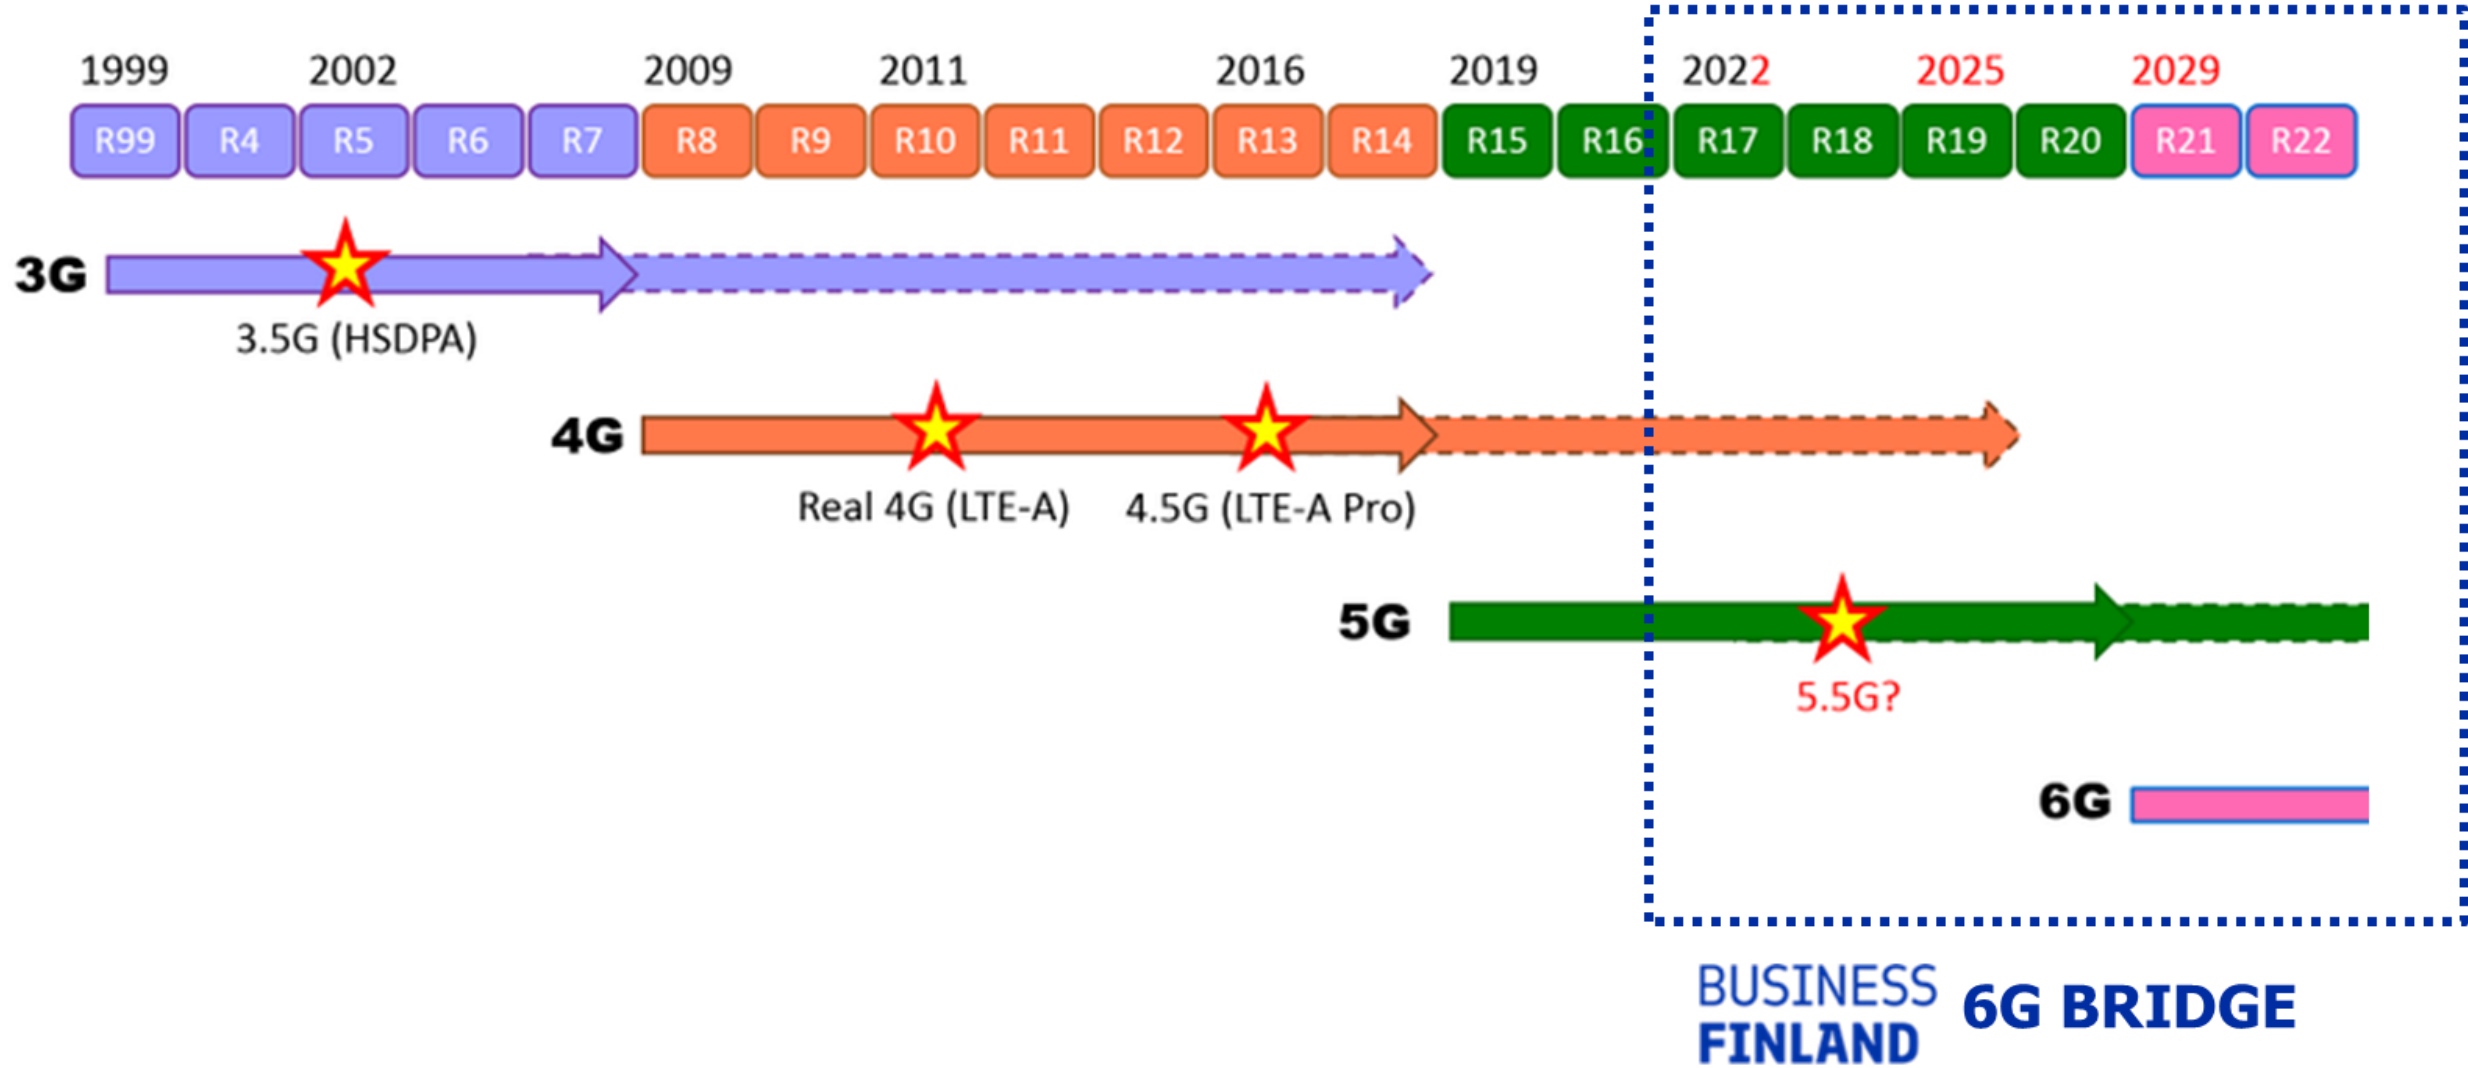 1999 2002 2009 2011 2016 2019 2022 2025 2029
R99 R4 R5 R6 R7 R8 R9 R10 R11 R12 R13 R14 R15 R16 R17 R18 R19 R20 R21 R22
3G
3.5G (HSDPA)
4G
Real 4G (LTE-A) 4.5G (LTE-A Pro)
5G
5.5G?
6G
BUSINESS
FINLAND
6G BRIDGE